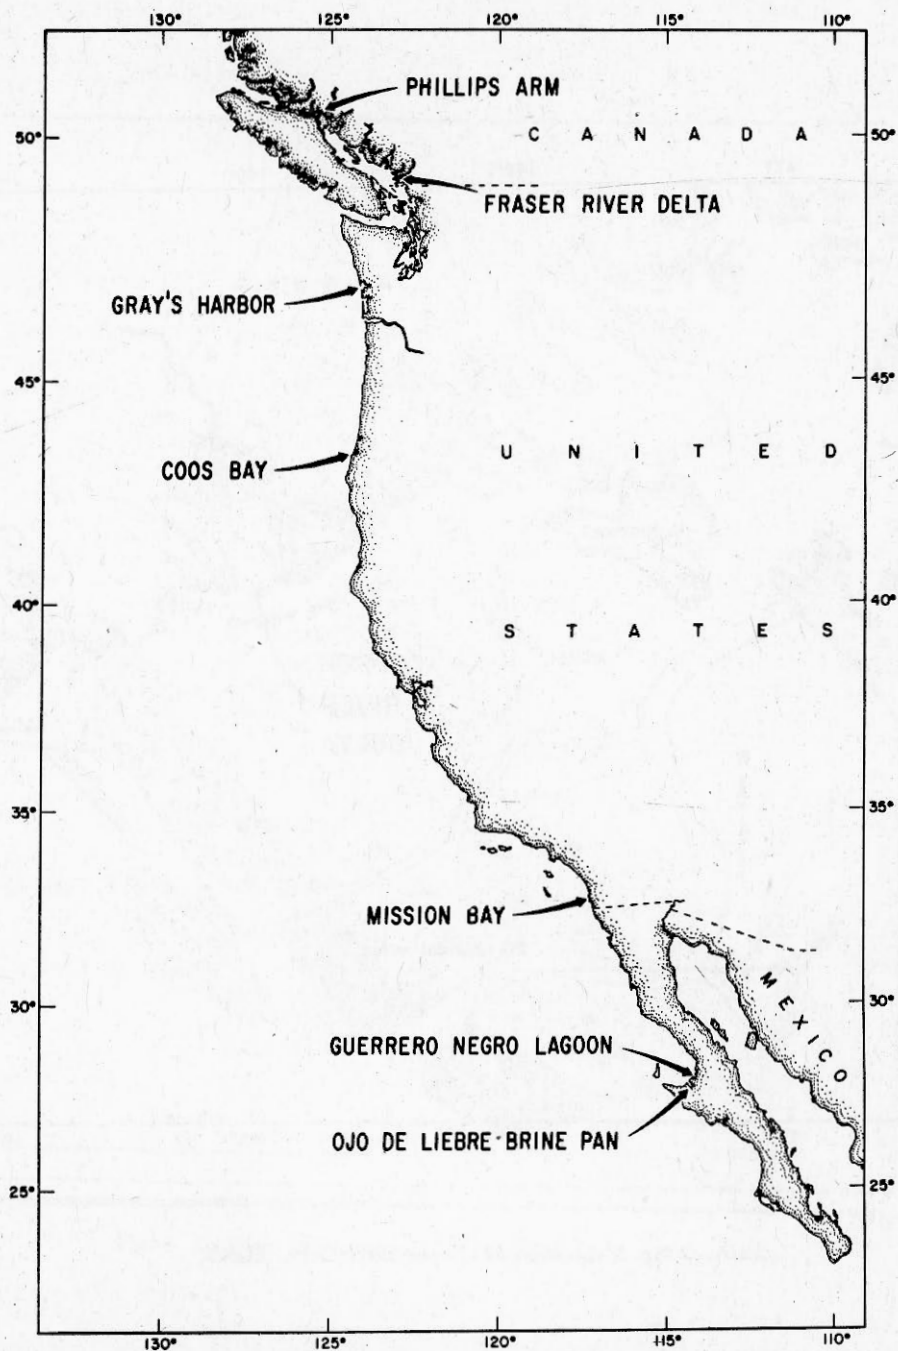 130° 125° 120° 115° 110°
PHILLIPS ARM
50° C A N A D A 50°
FRASER RIVER DELTA
GRAY'S HARBOR
45° 45°
COOS BAY U N I T E D
40° 40°
S T A T E S
35° 35°
MISSION BAY
30° 30°
MEXICO
GUERRERO NEGRO LAGOON
OJO DE LIEBRE BRINE PAN
25° 25°
130° 125° 120° 115° 110°